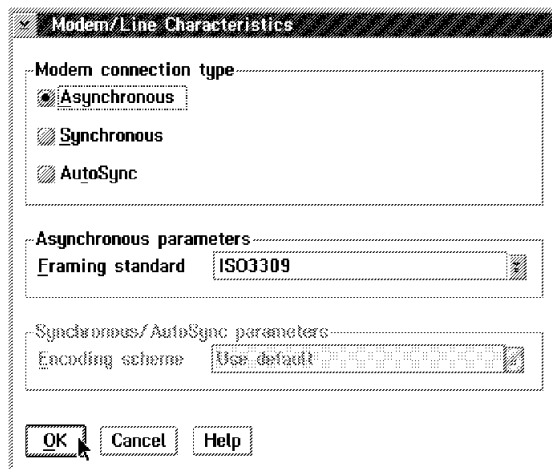 Modem/Line Characteristics
Modem connection type
Asynchronous
Synchronous
AutoSync
Asynchronous parameters
Framing standard ISO3309
Synchronous/AutoSync parameters
Encoding scheme Use default
OK Cancel Help